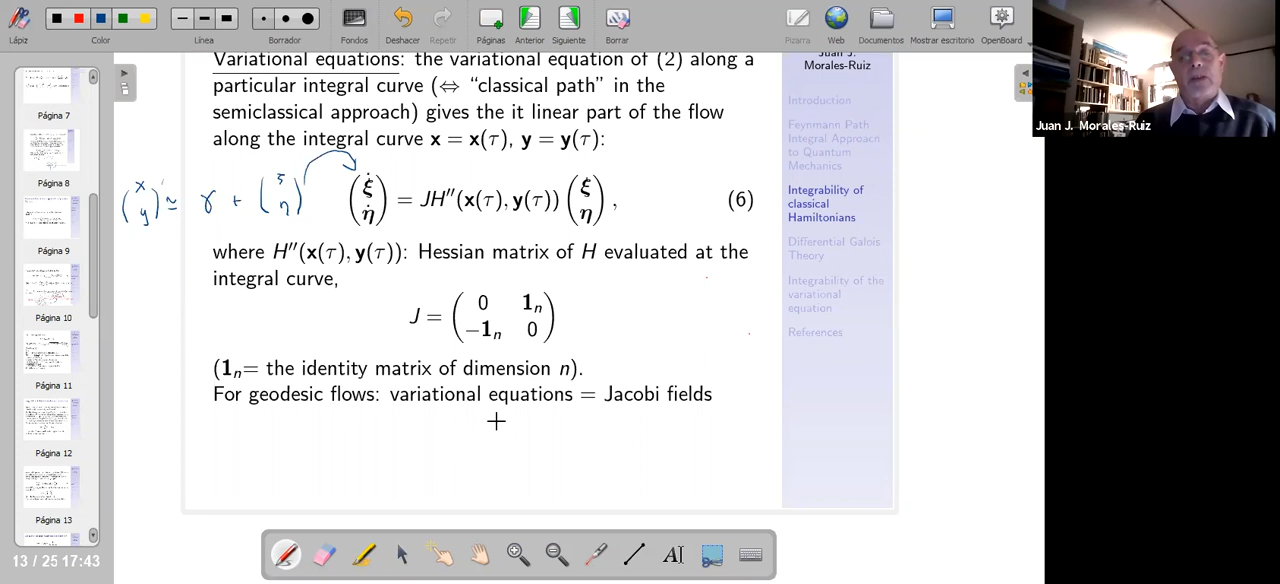 Lápiz
Color
Línea
Borrador
Fondos
Deshacer
Repetir
Páginas
Anterior
Siguiente
Borrar
Pizarra
Web
Documentos
Mostrar escritorio
OpenBoard
Página 7
Página 8
Página 9
Página 10
Página 11
Página 12
Página 13
13 / 25 17:43
Variational equations: the variational equation of (2) along a
particular integral curve (⇔ “classical path” in the
semiclassical approach) gives the it linear part of the flow
along the integral curve x = x(τ), y = y(τ):
(x y) ≃ γ + (ξ η)
(ξ̇ η̇) = JH′′(x(τ), y(τ)) (ξ η), (6)
where H′′(x(τ), y(τ)): Hessian matrix of H evaluated at the
integral curve,
J = (0 1ₙ
−1ₙ 0)
(1ₙ= the identity matrix of dimension n).
For geodesic flows: variational equations = Jacobi fields
Juan J.
Morales-Ruiz
Introduction
Feynmann Path
Integral Approach
to Quantum
Mechanics
Integrability of
classical
Hamiltonians
Differential Galois
Theory
Integrability of the
variational
equation
References
Juan J. Morales-Ruiz